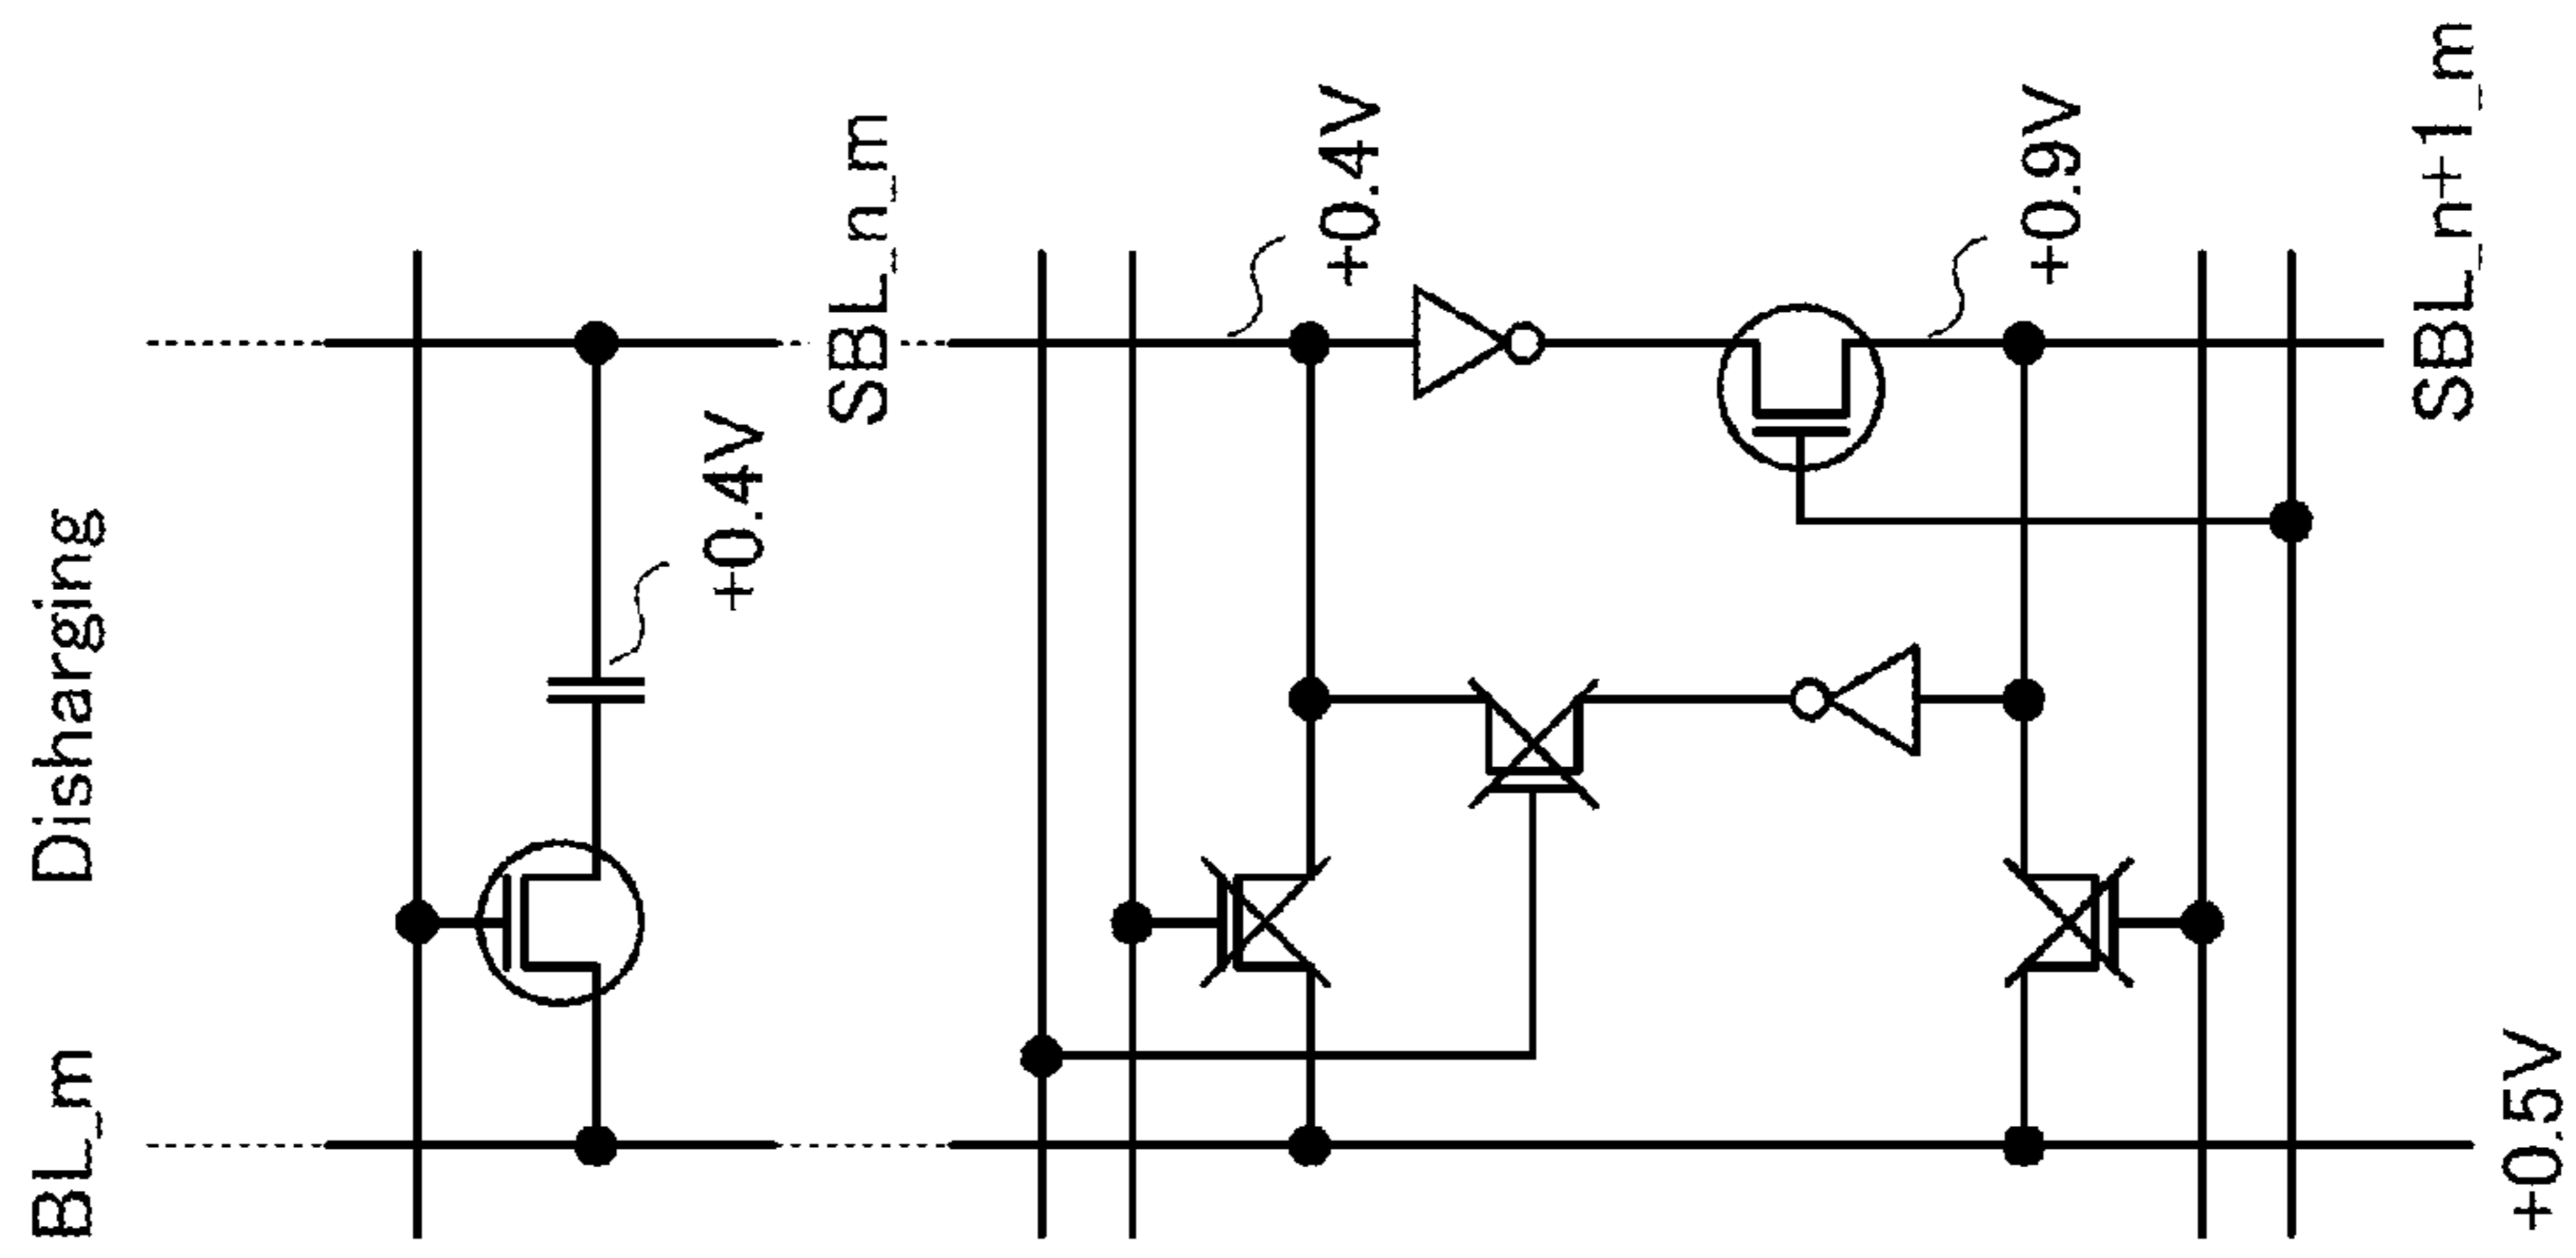 BL_m
Disharging
+0.4V
SBL_n_m
+0.4V
+0.9V
SBL_n+1_m
+0.5V